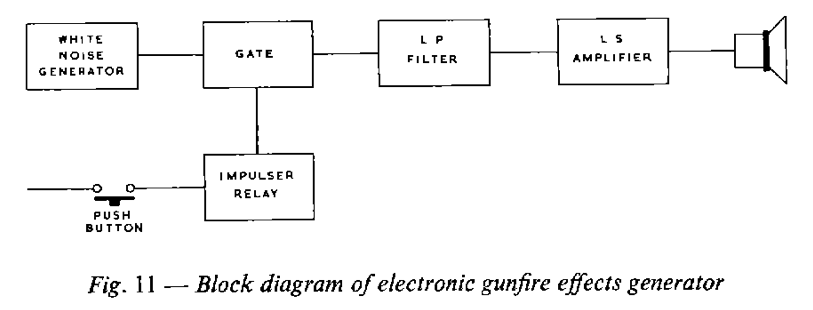 WHITE
NOISE
GENERATOR
GATE
L P
FILTER
L S
AMPLIFIER
IMPULSER
RELAY
PUSH
BUTTON
Fig. 11 — Block diagram of electronic gunfire effects generator